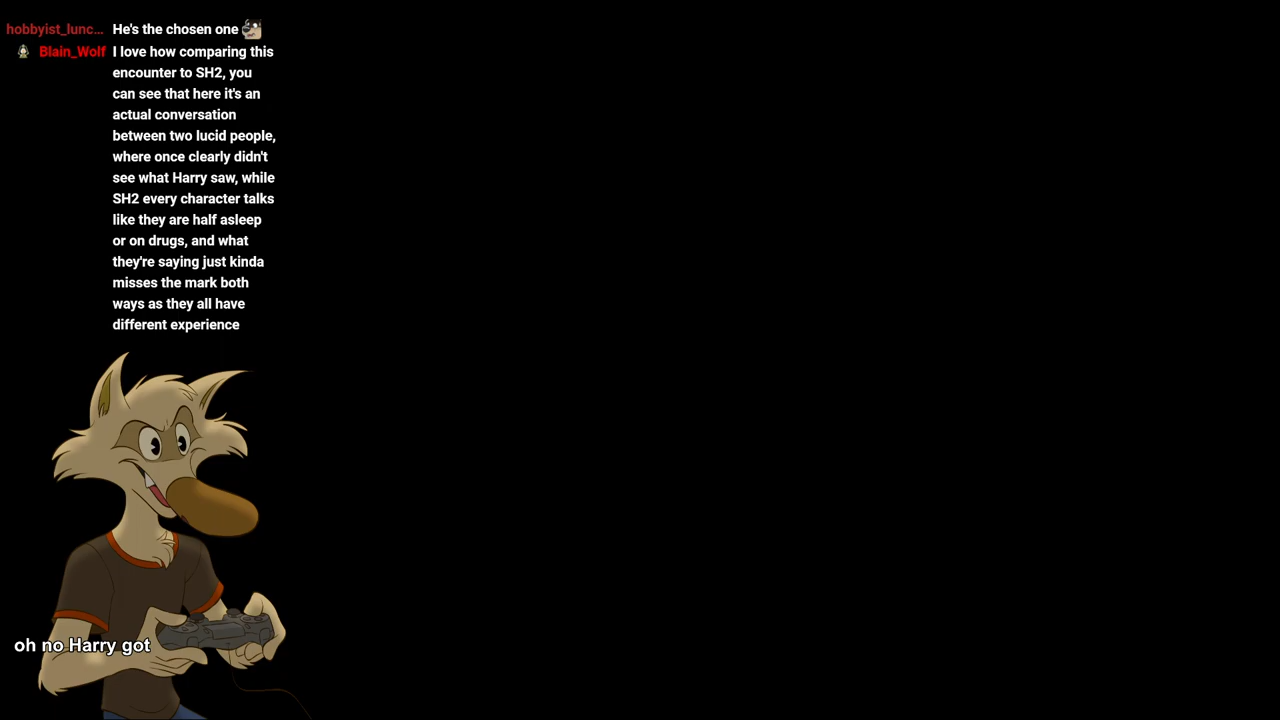 hobbyist_lunc... He's the chosen one
Blain_Wolf I love how comparing this
encounter to SH2, you
can see that here it's an
actual conversation
between two lucid people,
where once clearly didn't
see what Harry saw, while
SH2 every character talks
like they are half asleep
or on drugs, and what
they're saying just kinda
misses the mark both
ways as they all have
different experience
oh no Harry got